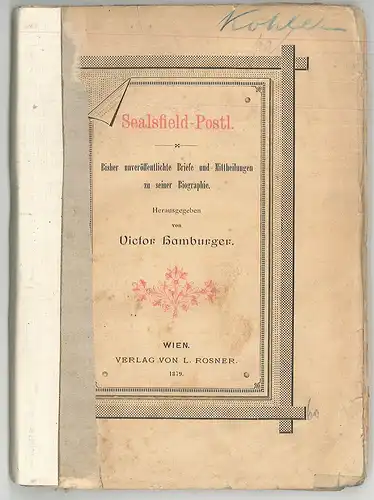 Kohler
Sealsfield-Postl.
Bisher unveröffentlichte Briefe und Mittheilungen
zu seiner Biographie.
Herausgegeben
von
Victor Hamburger.
WIEN.
VERLAG VON L. ROSNER.
1879.